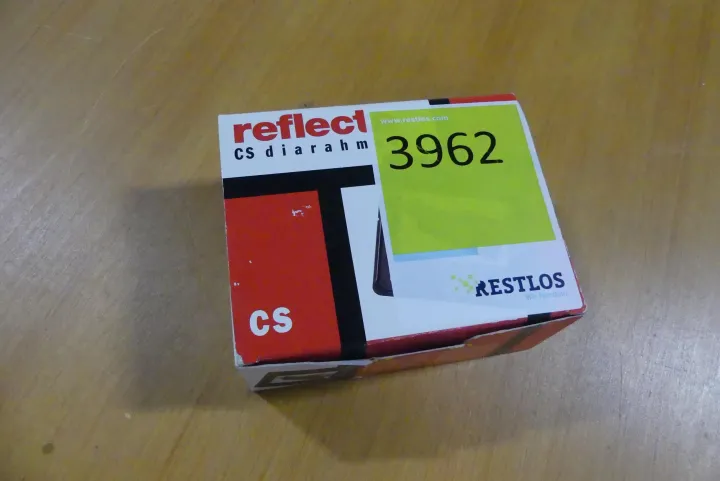 reflect
CS diarahm
www.restlos.com
3962
CS
RESTLOS